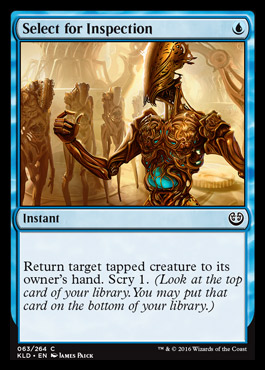 Select for Inspection
Instant
Return target tapped creature to its
owner's hand. Scry 1. (Look at the top
card of your library. You may put that
card on the bottom of your library.)
063/264 C
KLD • EN James Paick
™ & © 2016 Wizards of the Coast